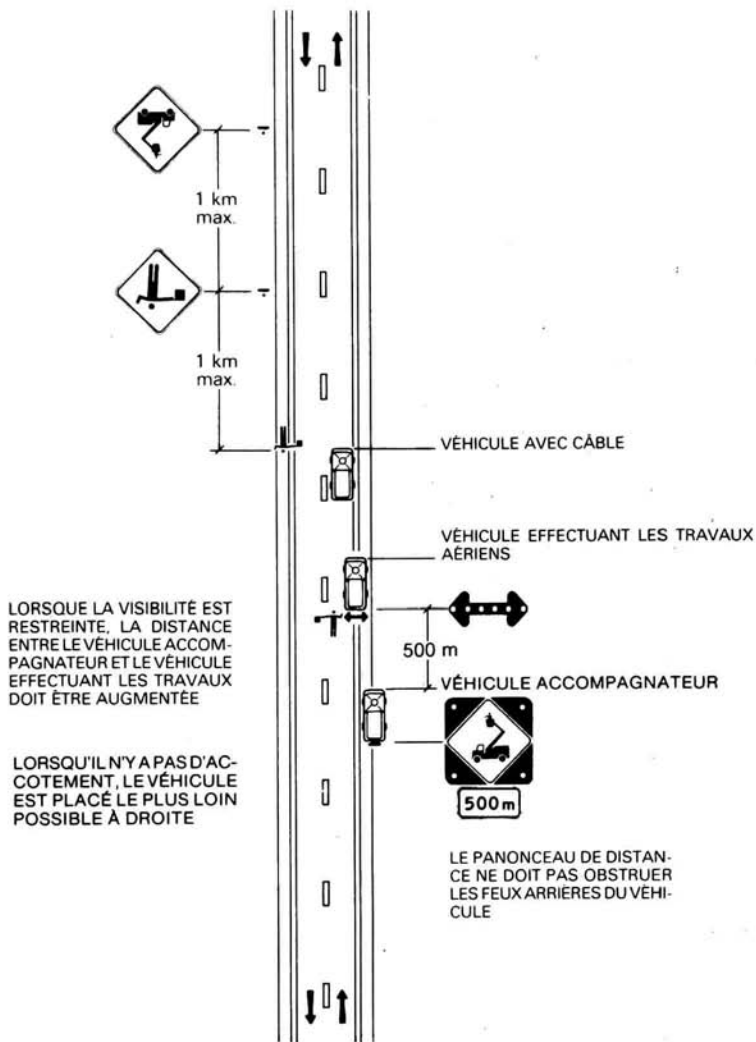 1 km
max.
1 km
max.
VÉHICULE AVEC CÂBLE
VÉHICULE EFFECTUANT LES TRAVAUX
AÉRIENS
LORSQUE LA VISIBILITÉ EST
RESTREINTE, LA DISTANCE
ENTRE LE VÉHICULE ACCOM-
PAGNATEUR ET LE VÉHICULE
EFFECTUANT LES TRAVAUX
DOIT ÊTRE AUGMENTÉE
500 m
VÉHICULE ACCOMPAGNATEUR
LORSQU'IL N'Y A PAS D'AC-
COTEMENT, LE VÉHICULE
EST PLACÉ LE PLUS LOIN
POSSIBLE À DROITE
500 m
LE PANONCEAU DE DISTAN-
CE NE DOIT PAS OBSTRUER
LES FEUX ARRIÈRES DU VÉHI-
CULE